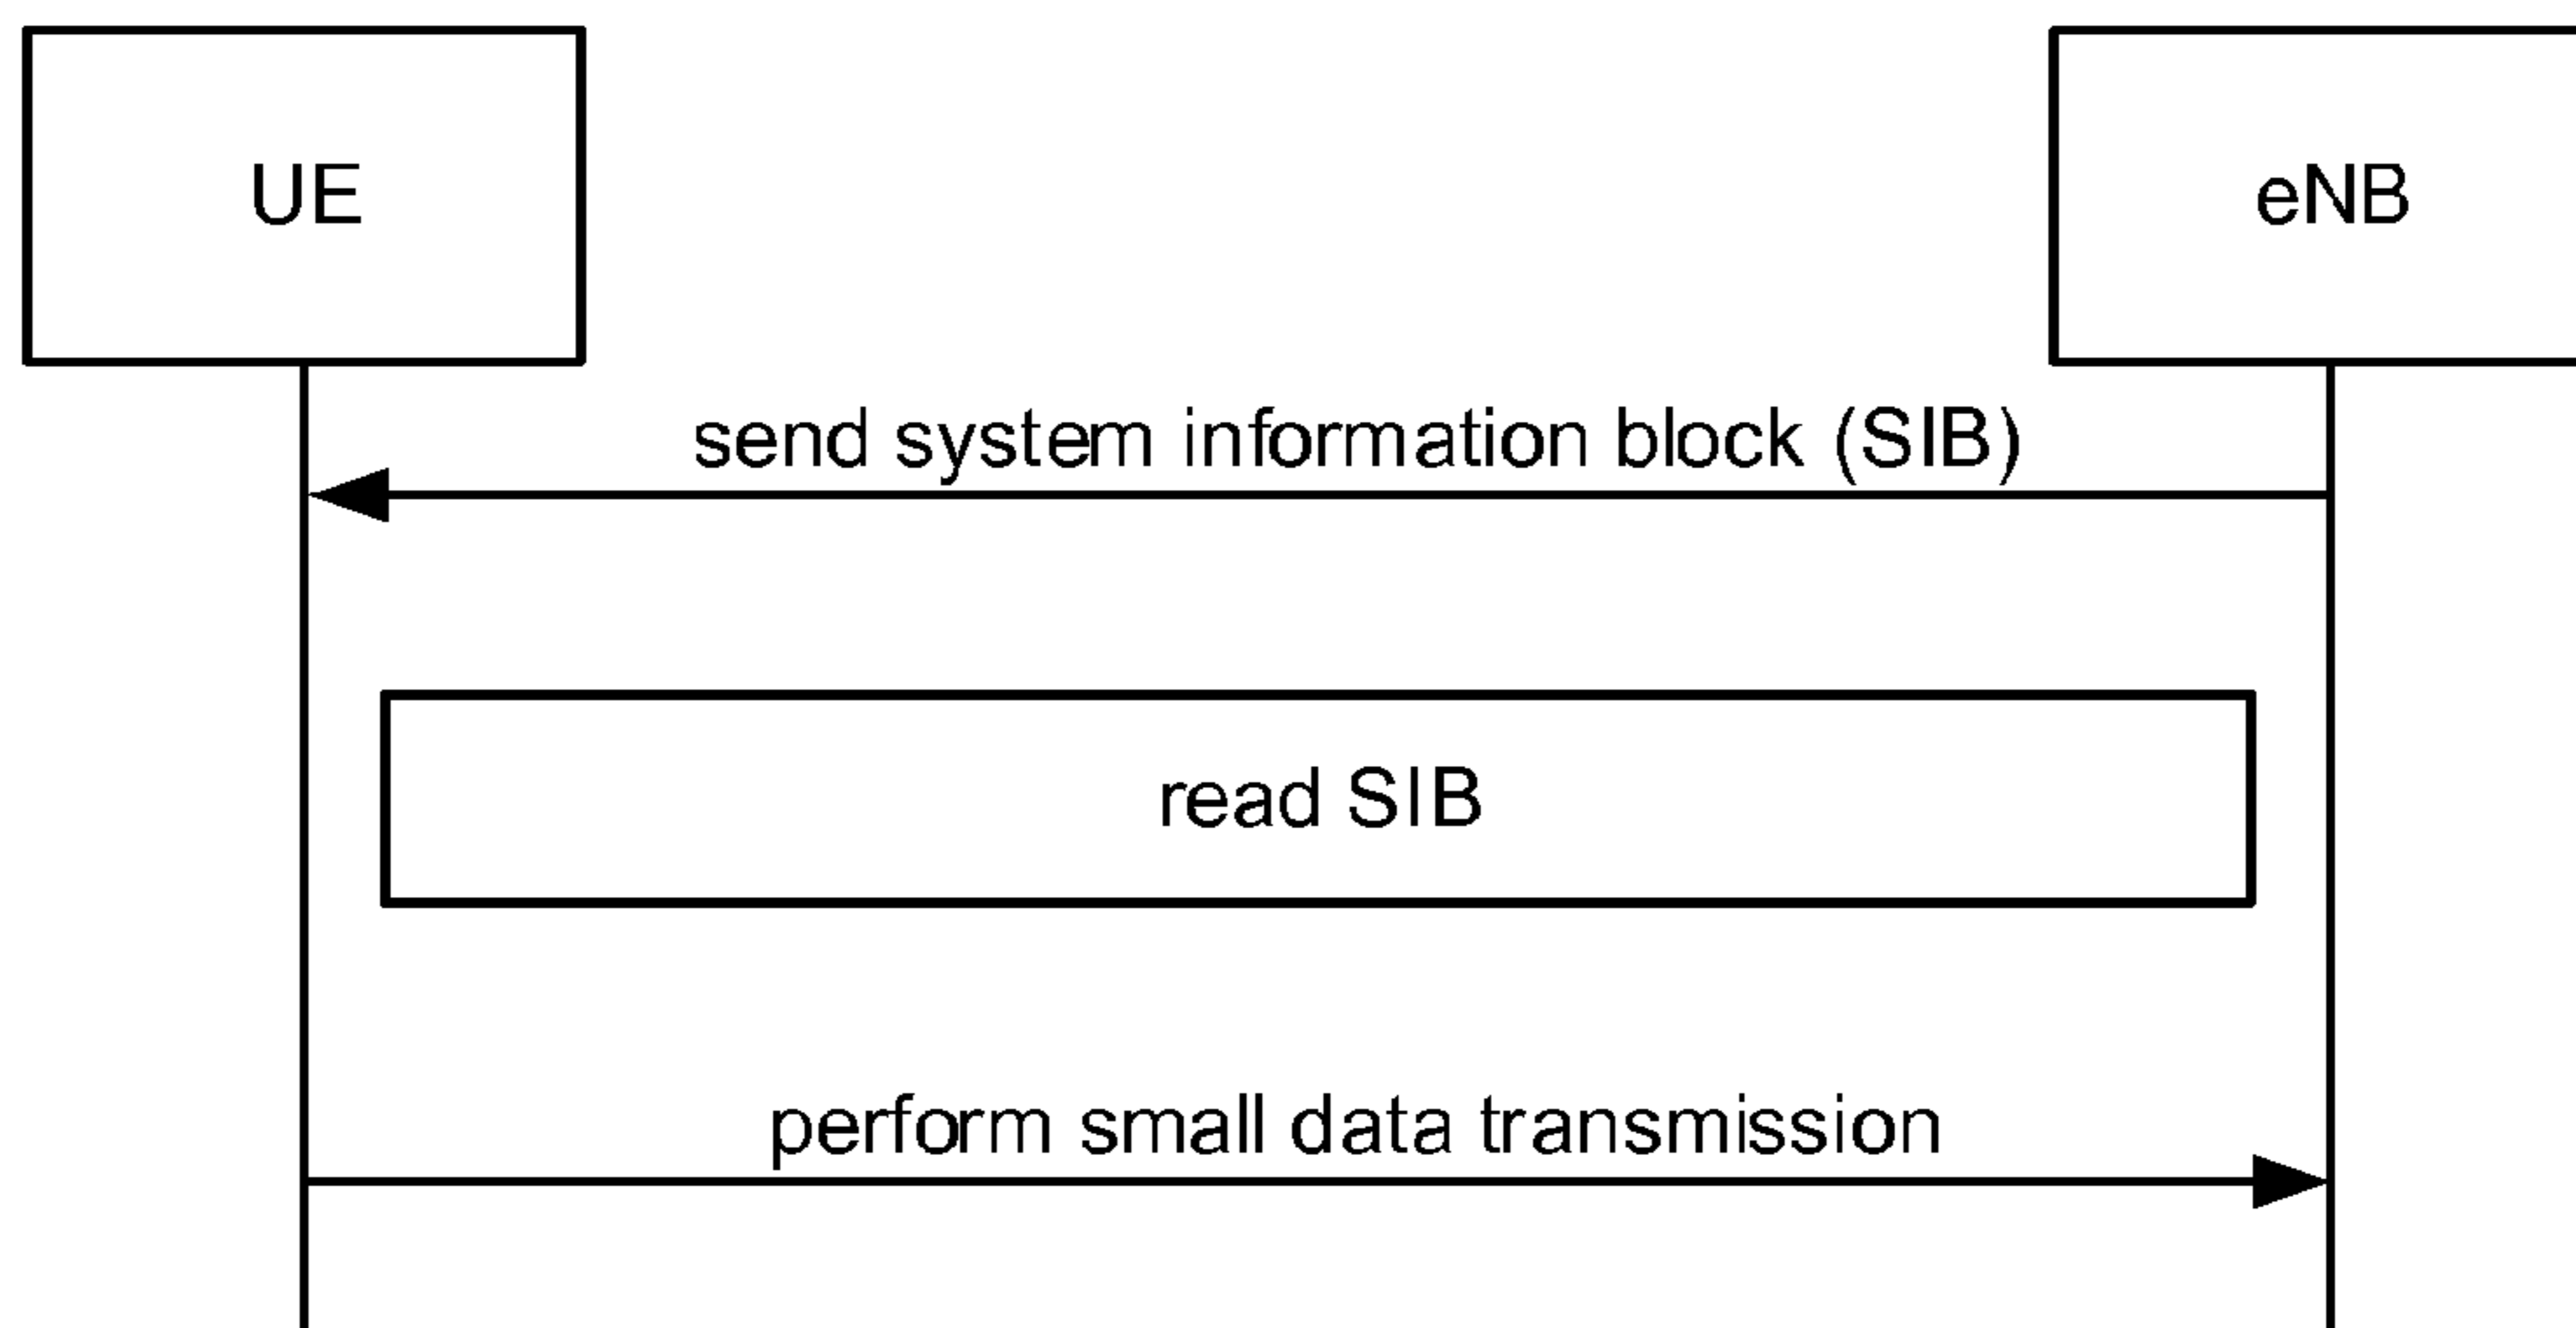 UE
eNB
send system information block (SIB)
read SIB
perform small data transmission